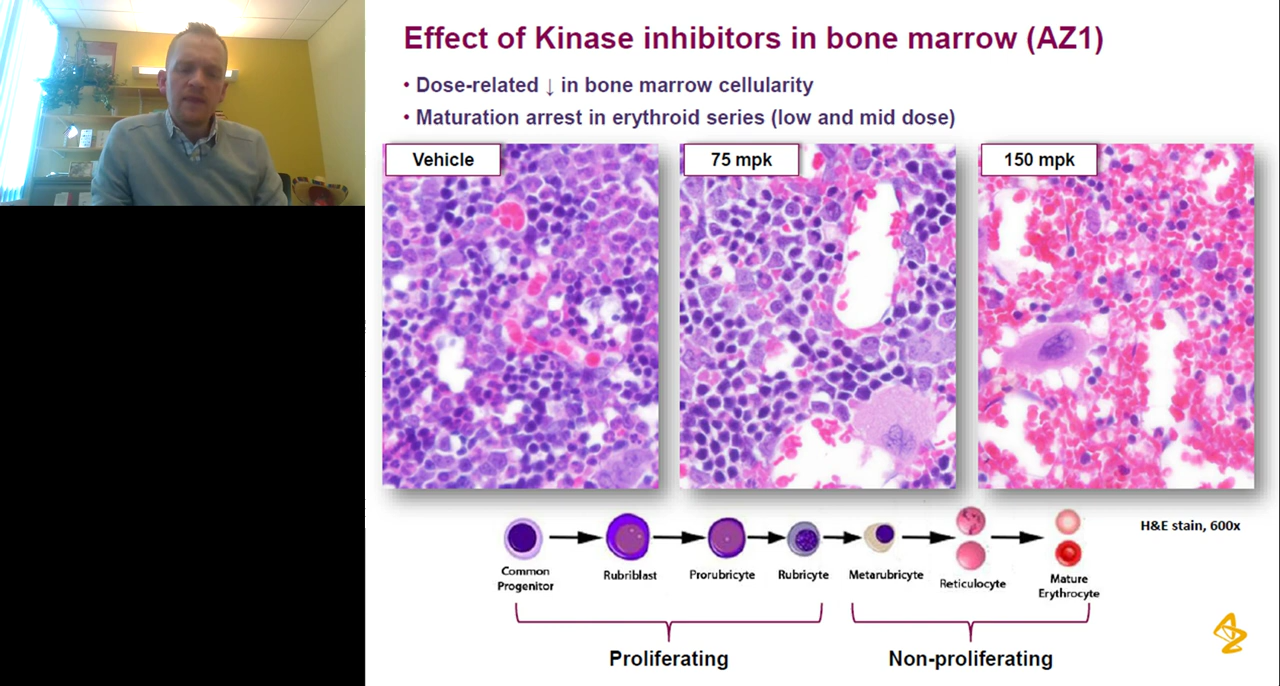 Effect of Kinase inhibitors in bone marrow (AZ1)
• Dose-related ↓ in bone marrow cellularity
• Maturation arrest in erythroid series (low and mid dose)
Vehicle
75 mpk
150 mpk
H&E stain, 600x
Common
Progenitor
Rubriblast
Prorubricyte
Rubricyte
Metarubricyte
Reticulocyte
Mature
Erythrocyte
Proliferating
Non-proliferating